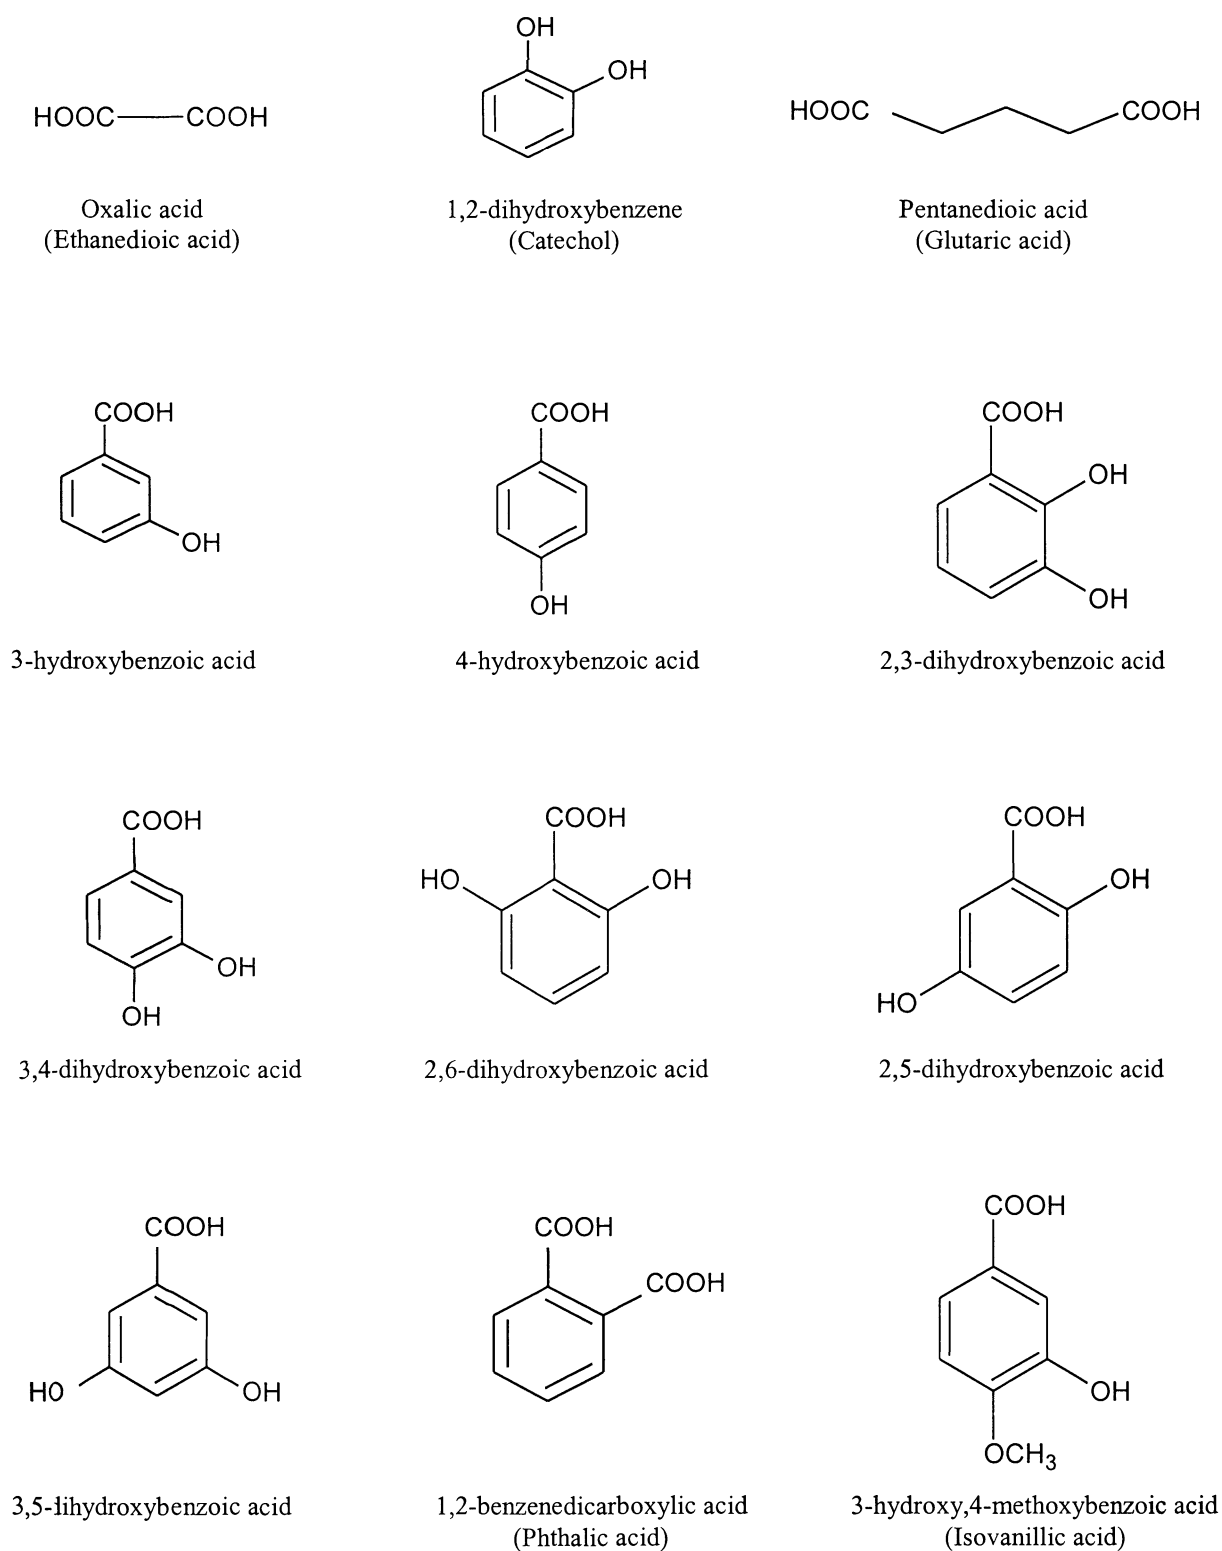 OH
OH
HOOC COOH
HOOC COOH
Oxalic acid
(Ethanedioic acid)
1,2-dihydroxybenzene
(Catechol)
Pentanedioic acid
(Glutaric acid)
COOH
OH
COOH
OH
COOH
OH
OH
3-hydroxybenzoic acid
4-hydroxybenzoic acid
2,3-dihydroxybenzoic acid
COOH
OH
OH
COOH
HO OH
COOH
OH
HO
3,4-dihydroxybenzoic acid
2,6-dihydroxybenzoic acid
2,5-dihydroxybenzoic acid
COOH
HO OH
COOH
COOH
COOH
OH
OCH3
3,5-dihydroxybenzoic acid
1,2-benzenedicarboxylic acid
(Phthalic acid)
3-hydroxy,4-methoxybenzoic acid
(Isovanillic acid)